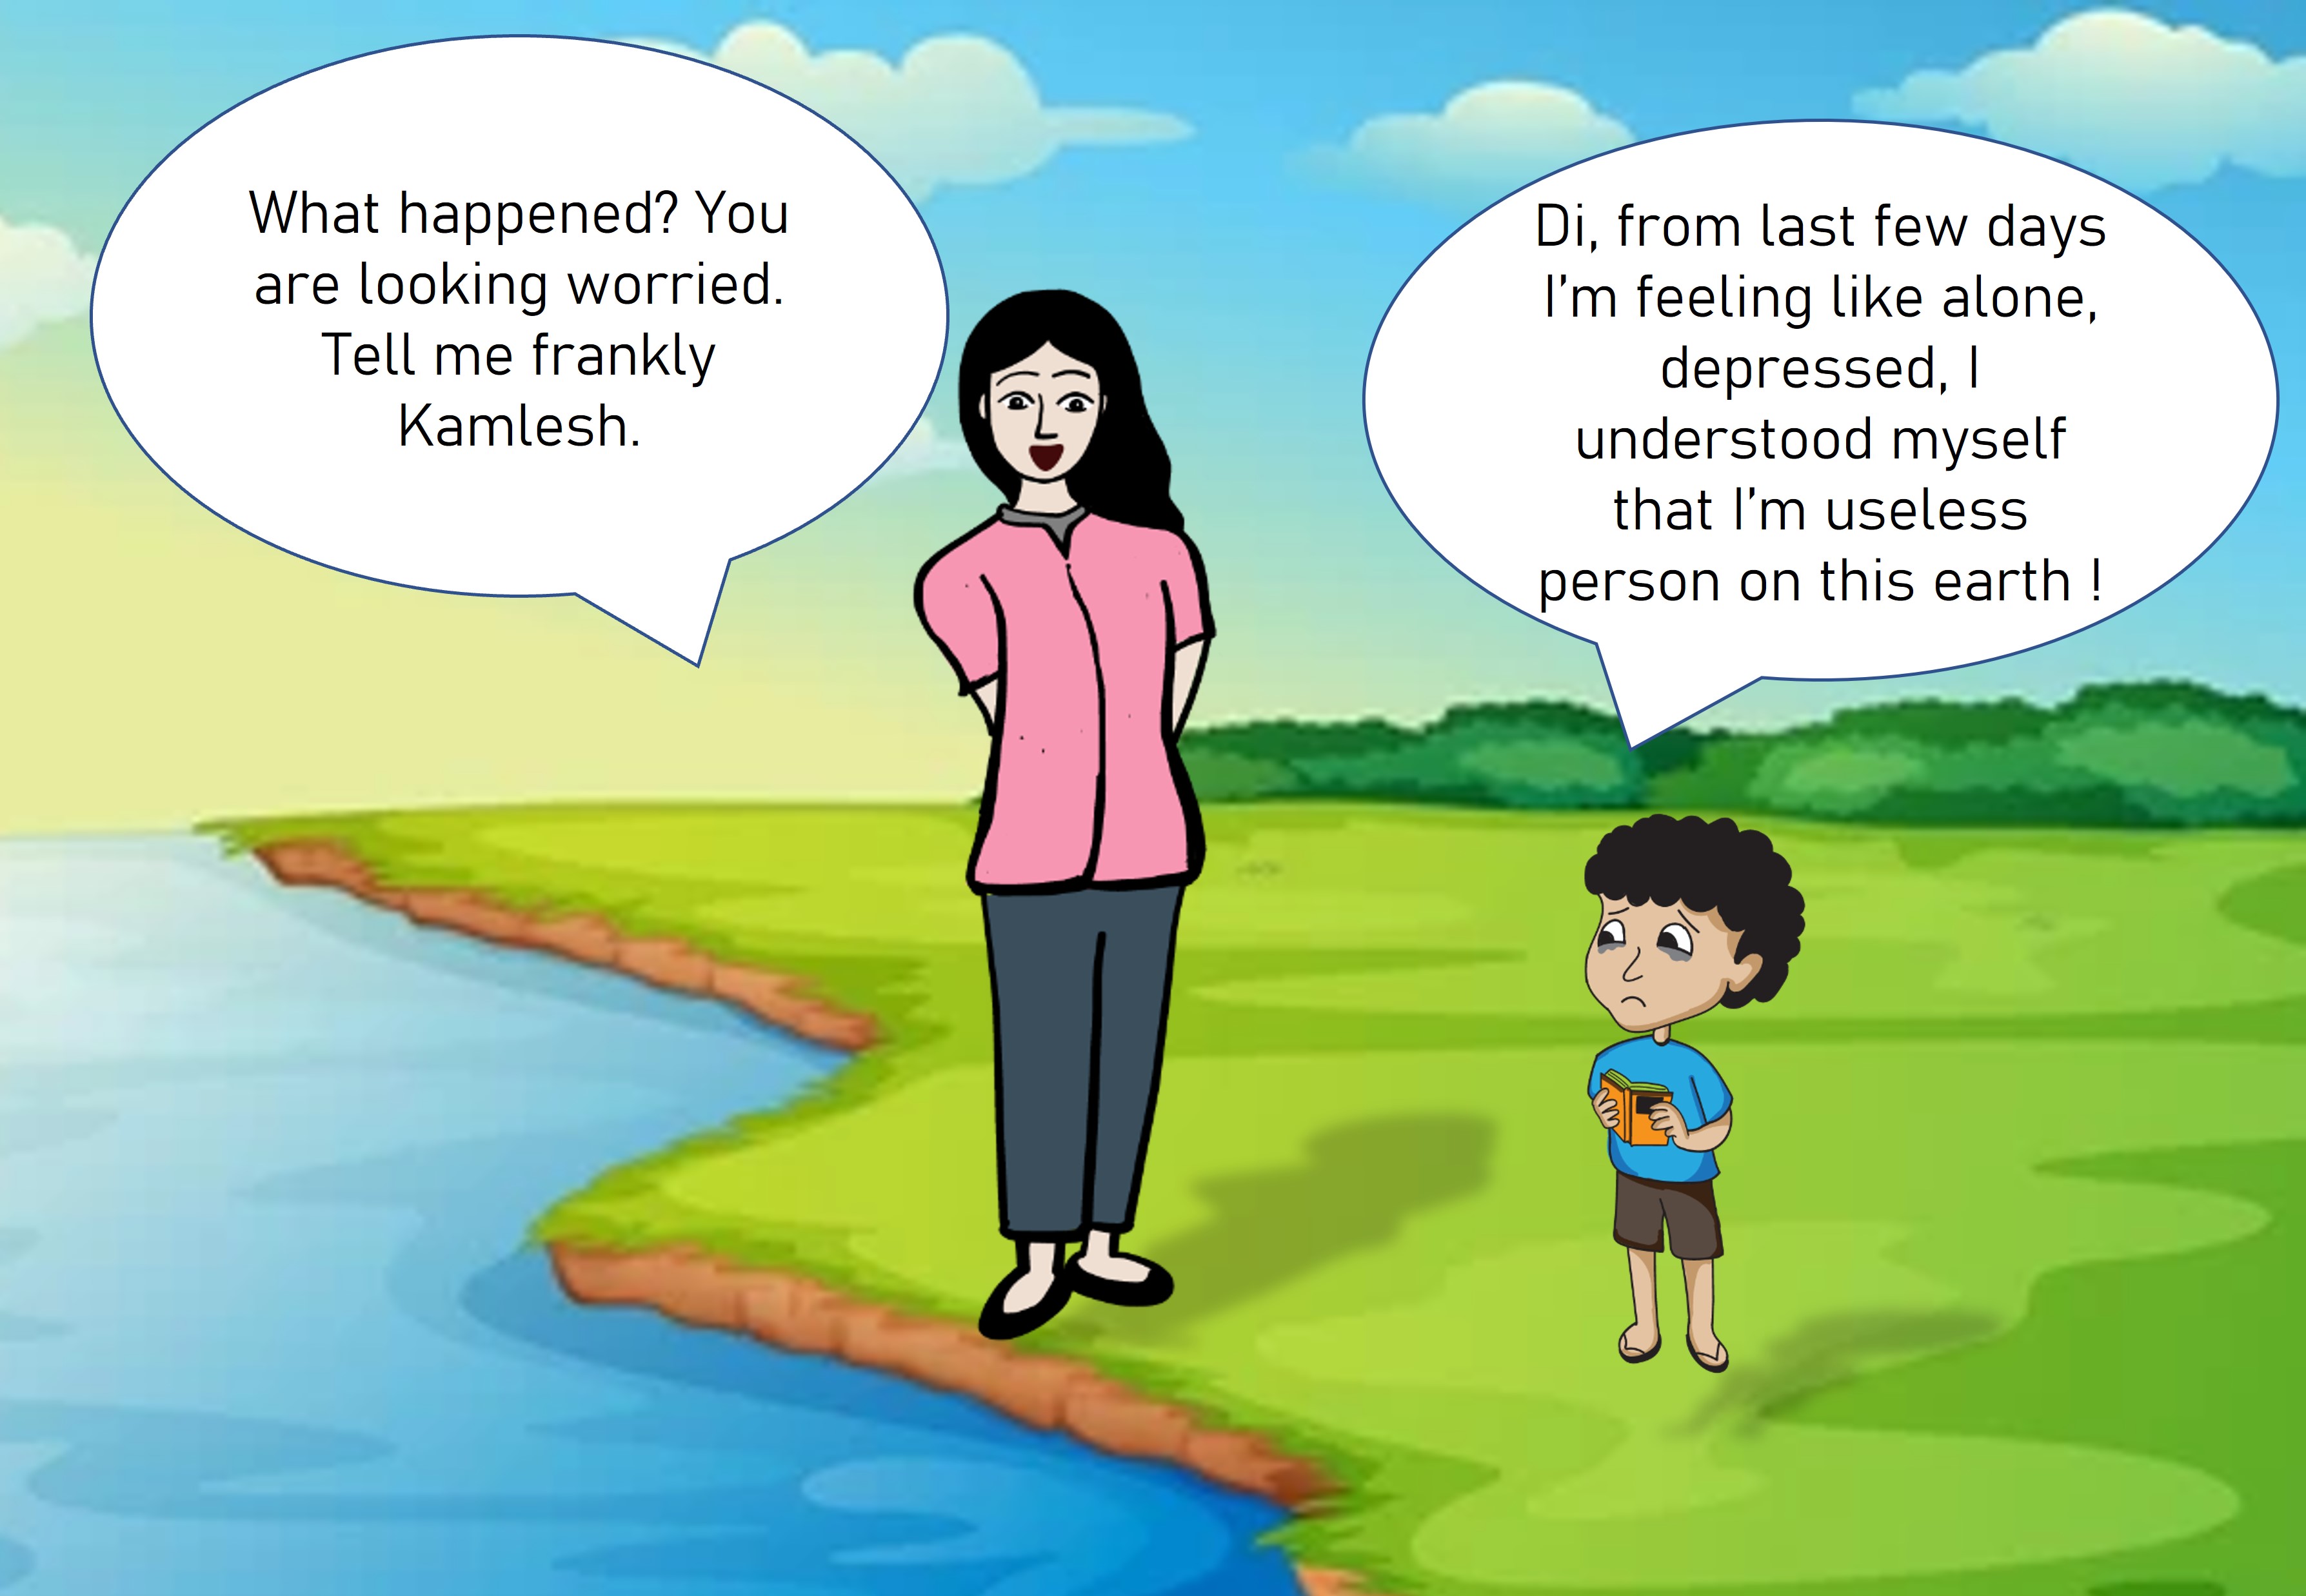 What happened? You
are looking worried.
Tell me frankly
Kamlesh.
Di, from last few days
I’m feeling like alone,
depressed, I
understood myself
that I’m useless
person on this earth !